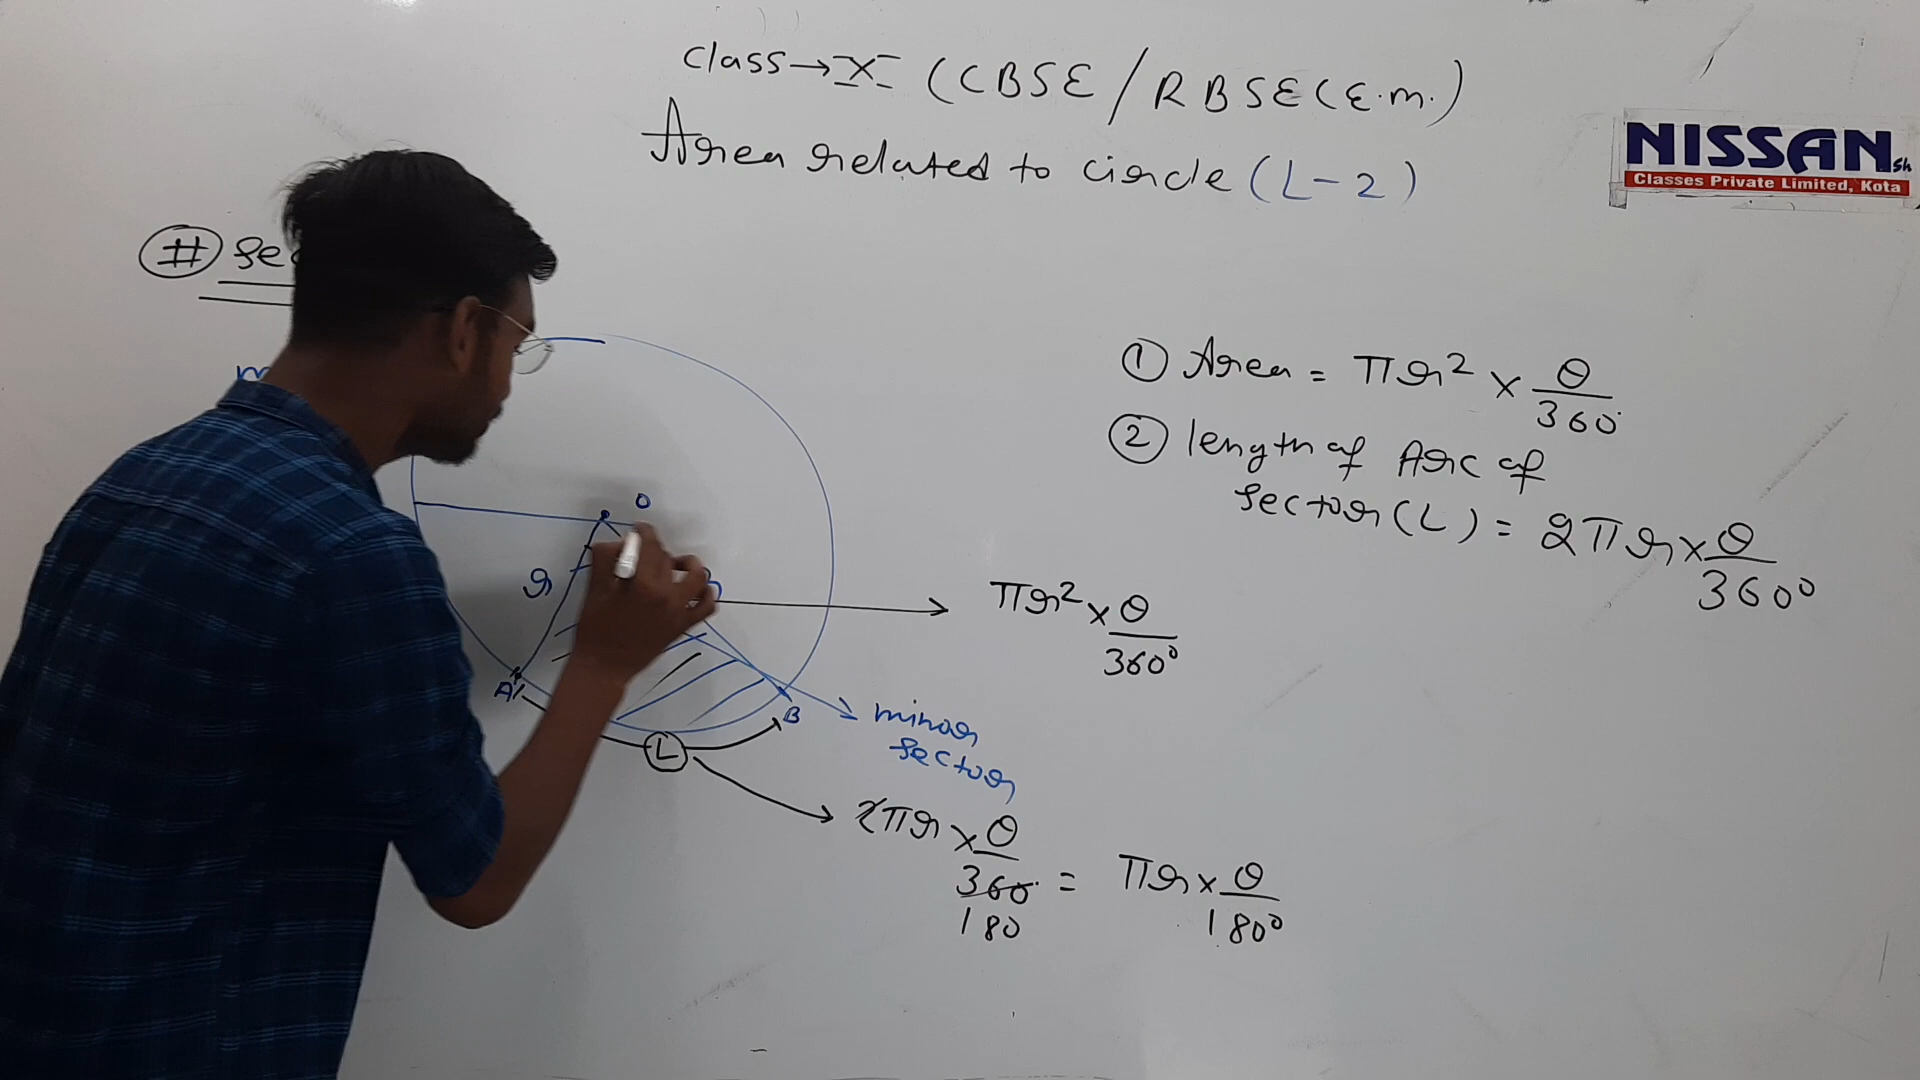 Class → X (CBSE / RBSE (E.m.)
Area related to circle (L-2)
NISSAN sh
Classes Private Limited, Kota
#
① Area = πr² × θ/360°
② length of Arc of
sector (L) = 2πr × θ/360°
O
r
πr² × θ/360°
A
B
L
minor
sector
2πr × θ/360 = πr × θ/180°
180